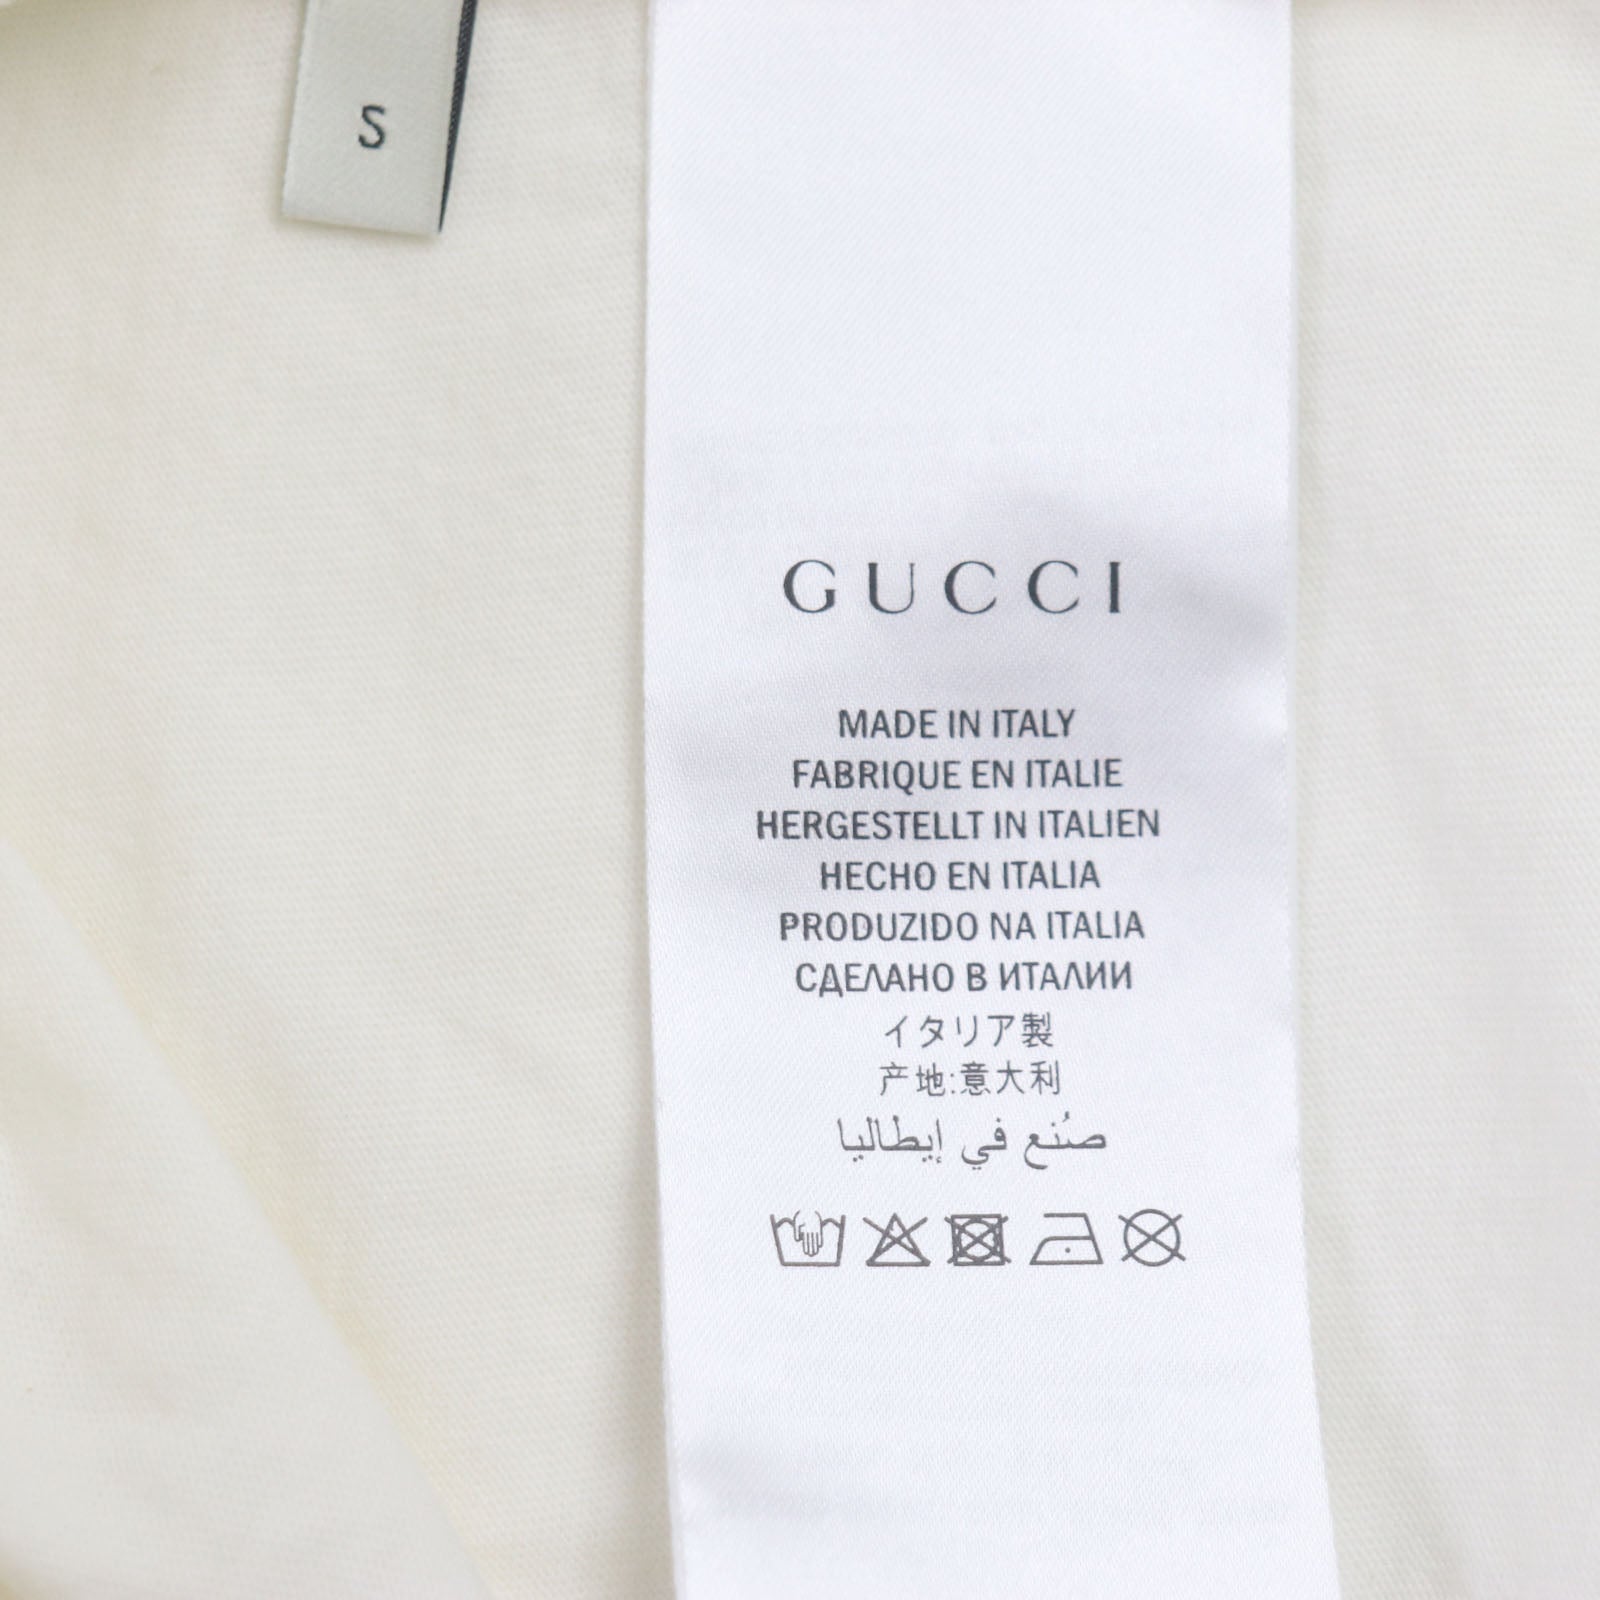 S
GUCCI
MADE IN ITALY
FABRIQUE EN ITALIE
HERGESTELLT IN ITALIEN
HECHO EN ITALIA
PRODUZIDO NA ITALIA
СДЕЛАНО В ИТАЛИИ
イタリア製
产地:意大利
صُنع في إيطاليا